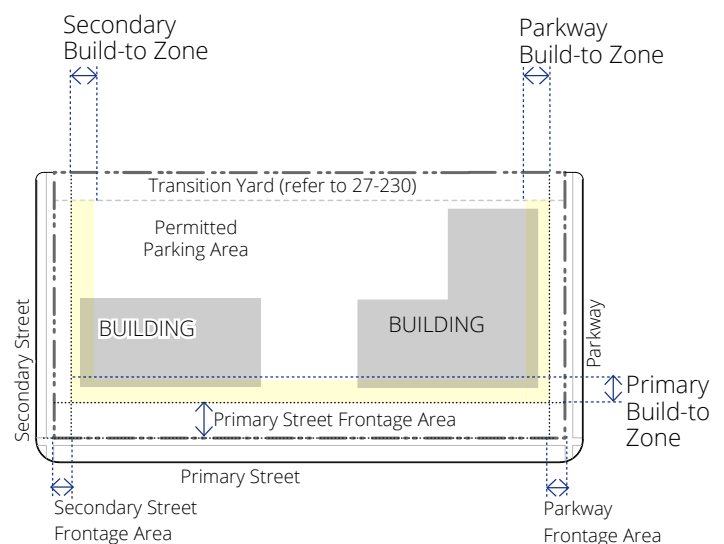 Secondary
Build-to Zone
Parkway
Build-to Zone
Transition Yard (refer to 27-230)
Permitted
Parking Area
BUILDING
BUILDING
Secondary Street
Parkway
Primary
Build-to
Zone
Primary Street Frontage Area
Primary Street
Secondary Street
Frontage Area
Parkway
Frontage Area